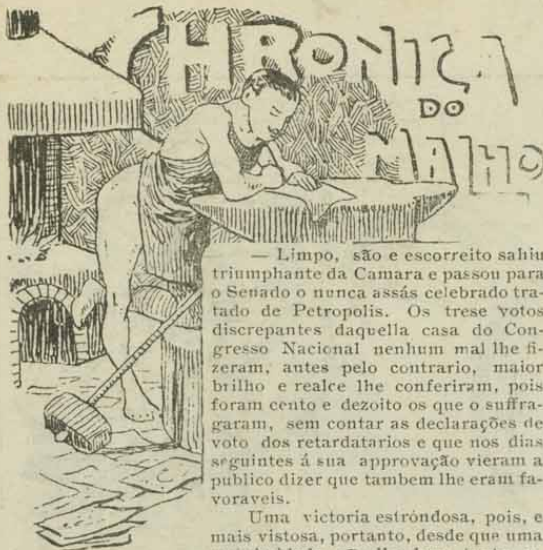 CHRONICA
DO
MALHO
— Limpo, são e escorreito sahiu
triumphante da Camara e passou para
o Senado o nunca assás celebrado tra-
tado de Petropolis. Os trese votos
discrepantes daquella casa do Con-
gresso Nacional nenhum mal lhe fi-
zeram, antes pelo contrario, maior
brilho e realce lhe conferiram, pois
foram cento e dezoito os que o suffra-
garam, sem contar as declarações de
voto dos retardatarios e que nos dias
seguintes á sua approvação vieram a
publico dizer que tambem lhe eram fa-
voraveis.
Uma victoria estróndosa, pois, e
mais vistosa, portanto, desde que uma